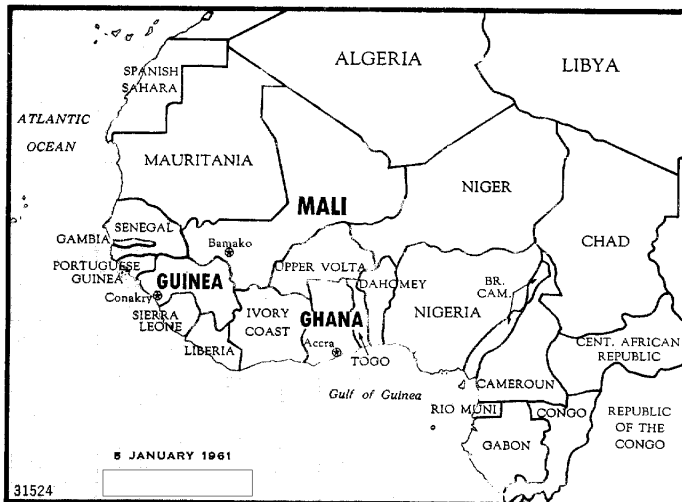 ALGERIA
LIBYA
SPANISH
SAHARA
ATLANTIC
OCEAN
MAURITANIA
MALI
NIGER
CHAD
SENEGAL
GAMBIA
Bamako
PORTUGUESE
GUINEA
GUINEA
UPPER VOLTA
DAHOMEY
BR.
CAM.
NIGERIA
Conakry
SIERRA
LEONE
IVORY
COAST
GHANA
LIBERIA
Accra
TOGO
CENT. AFRICAN
REPUBLIC
Gulf of Guinea
CAMEROUN
RIO MUNI
CONGO
REPUBLIC
OF THE
CONGO
GABON
5 JANUARY 1961
31524